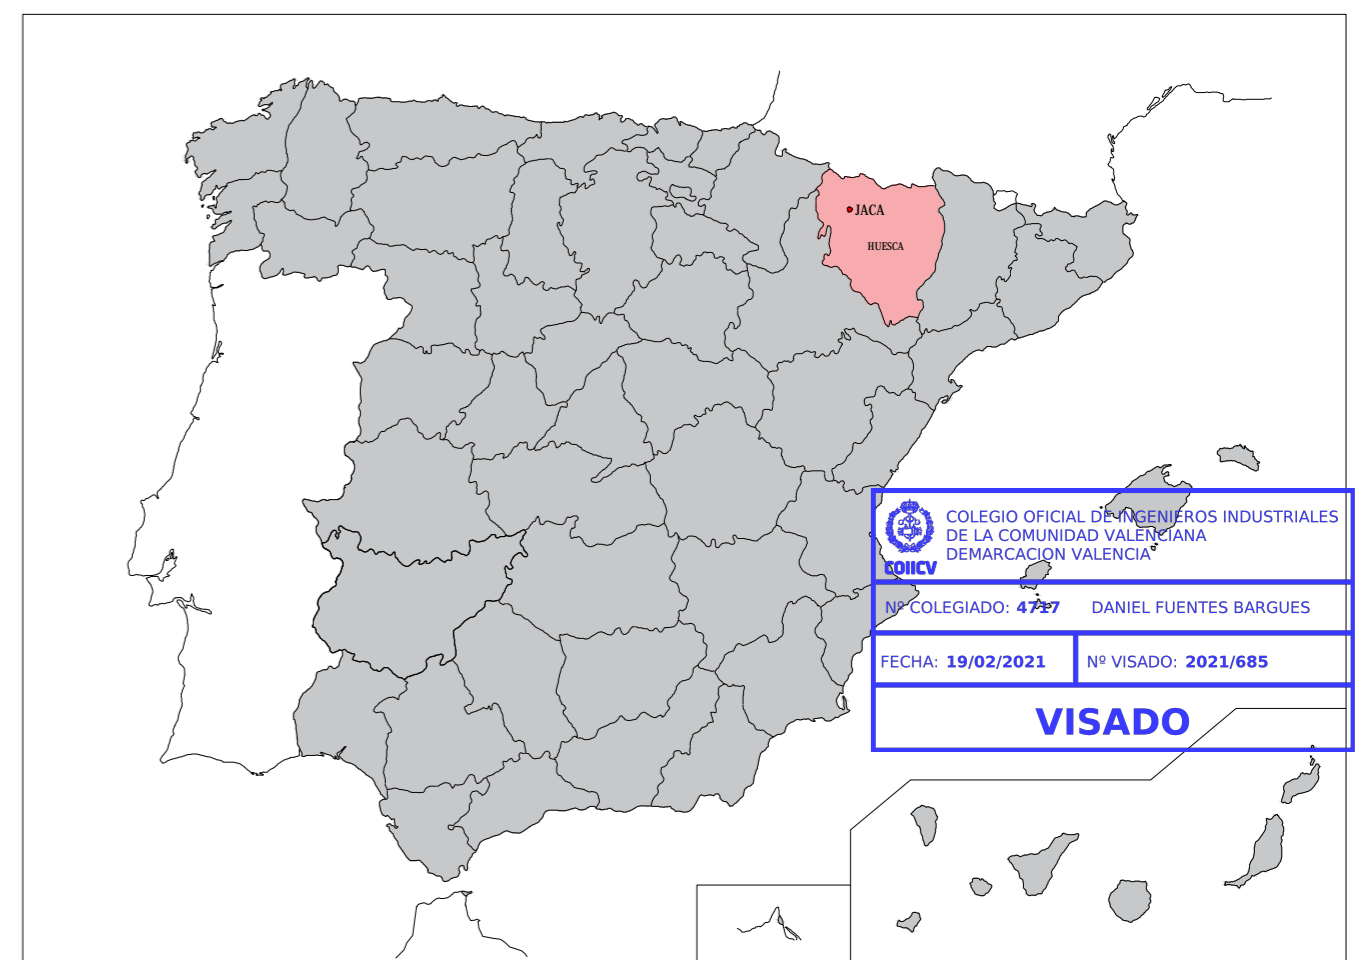 JACA
HUESCA
COLEGIO OFICIAL DE INGENIEROS INDUSTRIALES
DE LA COMUNIDAD VALENCIANA
DEMARCACION VALENCIA
COIICV
Nº COLEGIADO: 4717 DANIEL FUENTES BARGUES
FECHA: 19/02/2021 Nº VISADO: 2021/685
VISADO